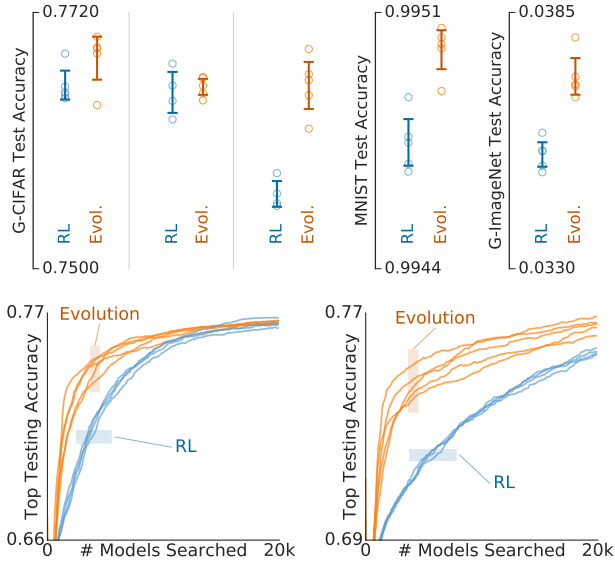 0.7720
G-CIFAR Test Accuracy
RL
Evol.
RL
Evol.
RL
Evol.
0.7500
0.9951
MNIST Test Accuracy
RL
Evol.
0.9944
0.0385
G-ImageNet Test Accuracy
RL
Evol.
0.0330
0.77
Top Testing Accuracy
Evolution
RL
0.66
0
# Models Searched
20k
0.77
Top Testing Accuracy
Evolution
RL
0.69
0
# Models Searched
20k